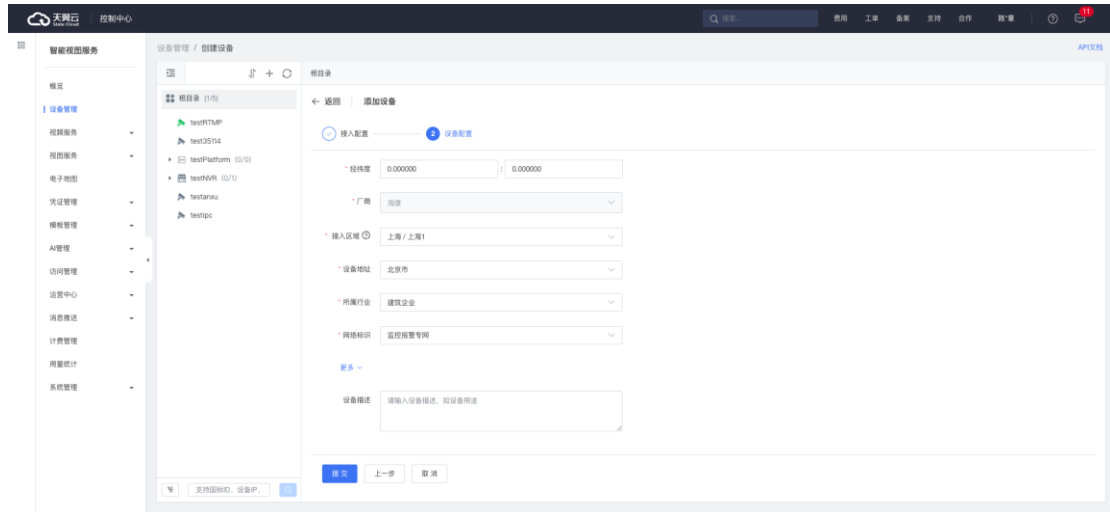 天翼云 State Cloud 控制中心 搜索... 费用 工单 备案 支持 合作 11
智能视图服务
设备管理 / 创建设备 API文档
概览
设备管理
视频服务
视图服务
电子地图
凭证管理
模板管理
AI管理
访问管理
运营中心
消息推送
计费管理
用量统计
系统管理
根目录 (1/5)
testRTMP
test35114
testPlatform (0/0)
testNVR (0/1)
testanxu
testipc
支持国标ID、设备IP、
根目录
返回 添加设备
接入配置 2 设备配置
* 经纬度 0.000000 : 0.000000
* 厂商 海康
* 接入区域 上海 / 上海1
* 设备地址 北京市
* 所属行业 建筑企业
* 网络标识 监控报警专网
更多
设备描述 请输入设备描述，如设备用途
提交 上一步 取消